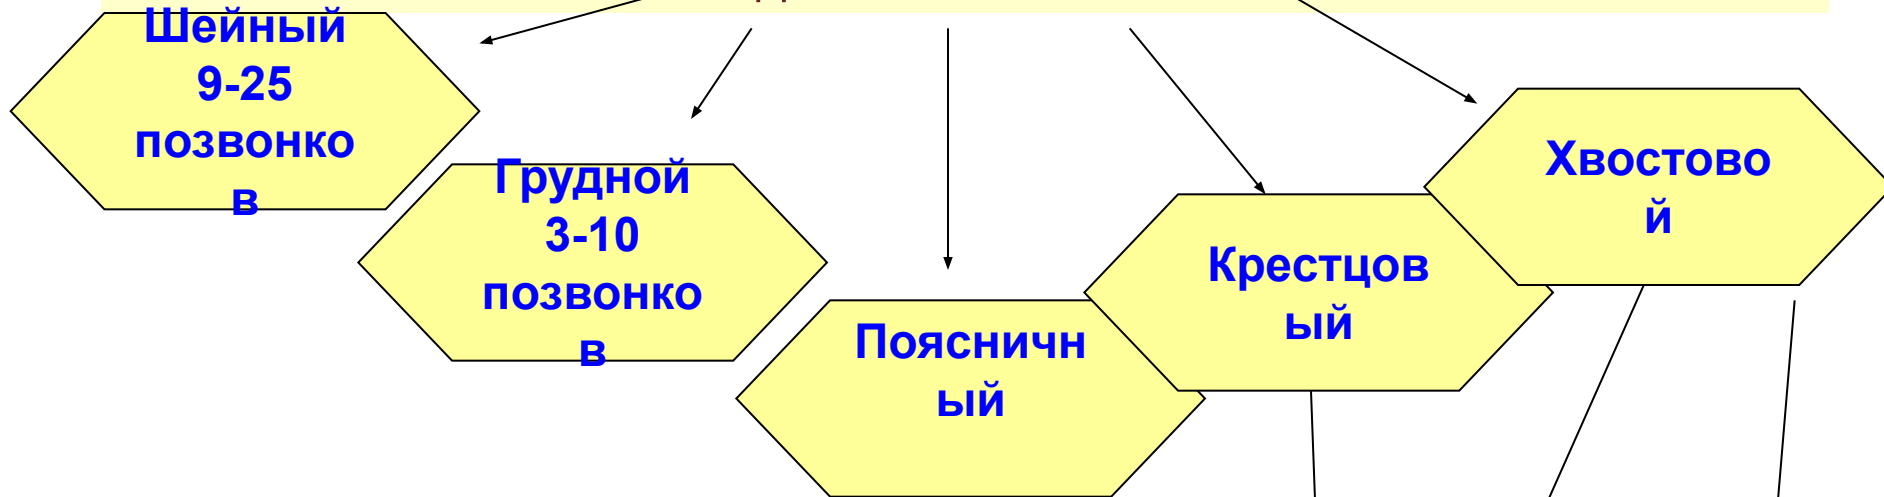 Шейный
9-25
позвонко
в
Грудной
3-10
позвонко
в
Поясничн
ый
Крестцов
ый
Хвостово
й